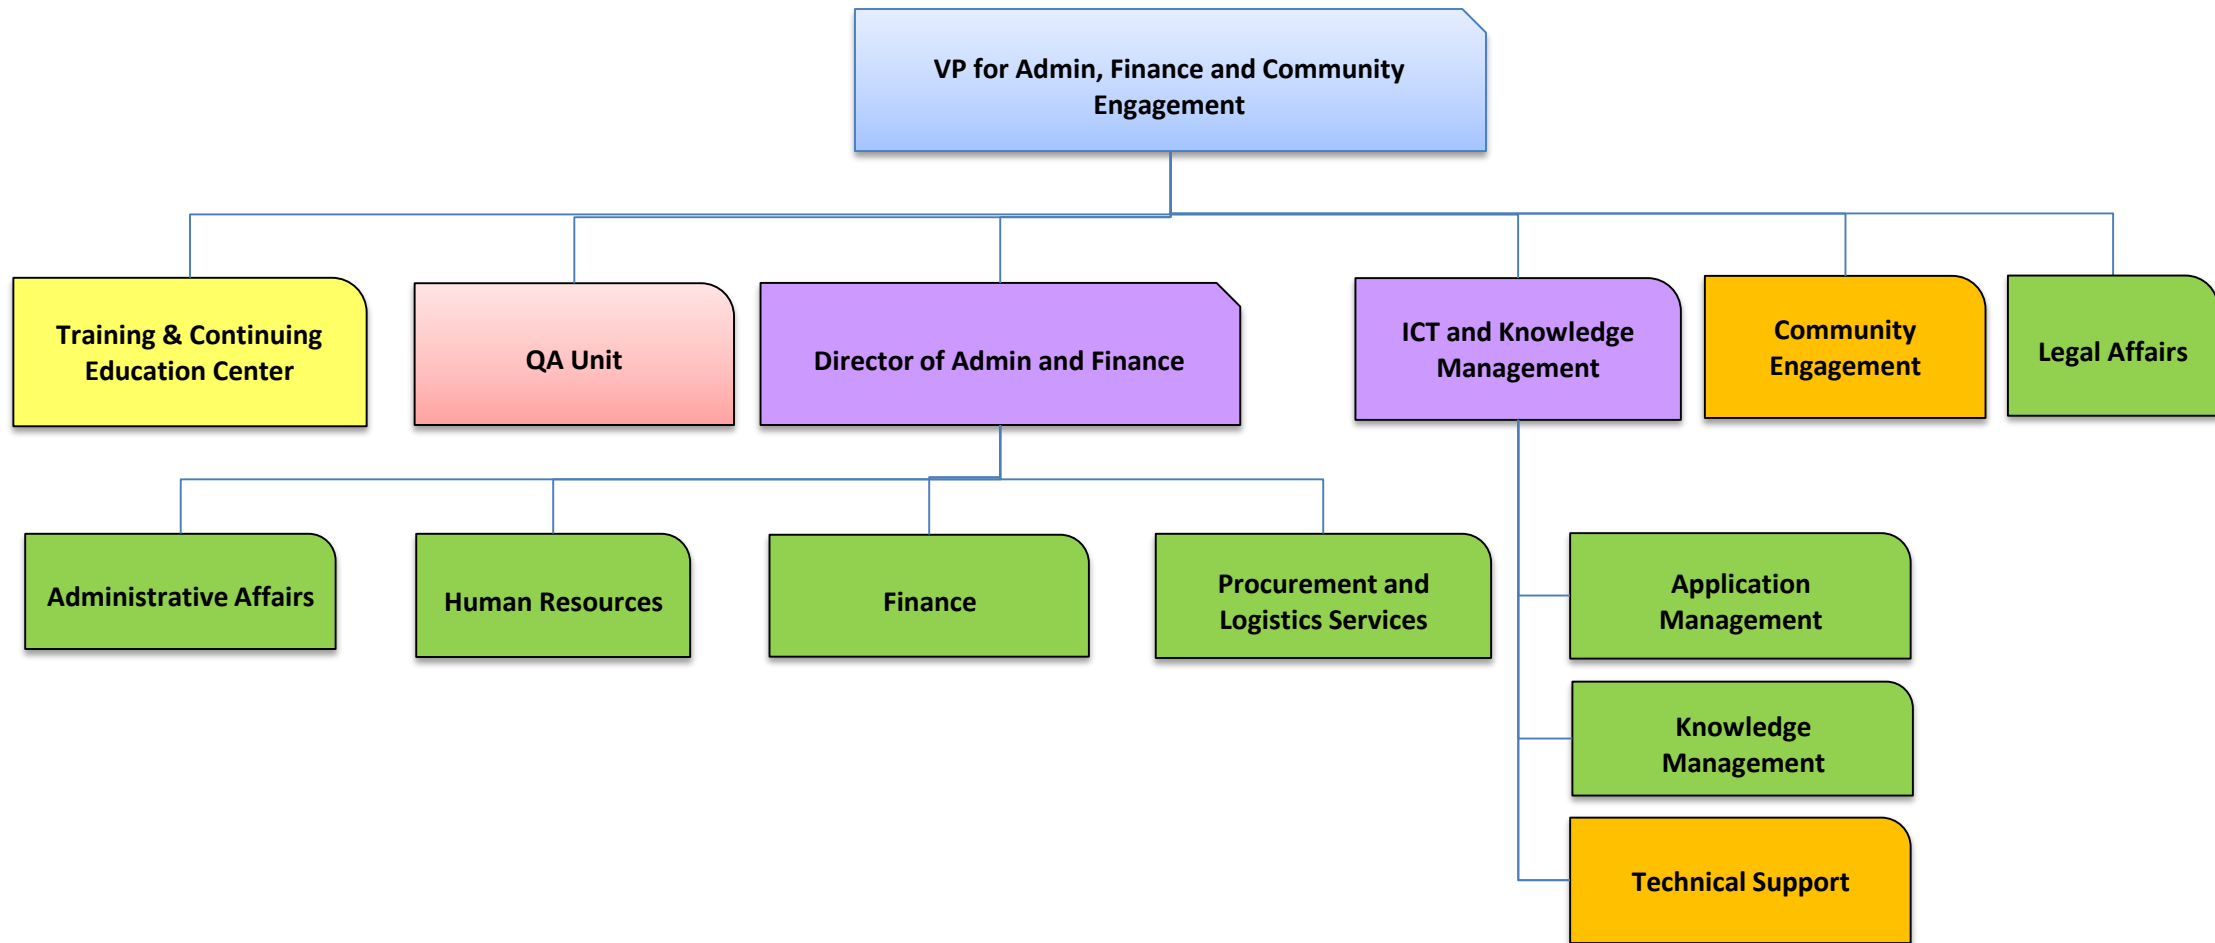 VP for Admin, Finance and Community
Engagement
Training & Continuing
Education Center
QA Unit
Director of Admin and Finance
ICT and Knowledge
Management
Community
Engagement
Legal Affairs
Administrative Affairs
Human Resources
Finance
Procurement and
Logistics Services
Application
Management
Knowledge
Management
Technical Support